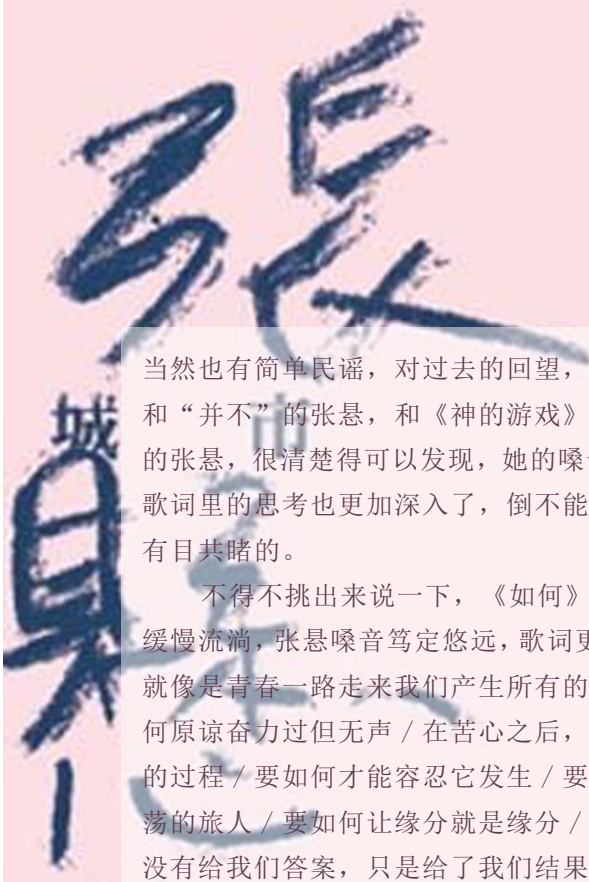 張懸
城市
当然也有简单民谣，对过去的回望，
和“并不”的张悬，和《神的游戏》
的张悬，很清楚得可以发现，她的嗓
歌词里的思考也更加深入了，倒不能
有目共睹的。
不得不挑出来说一下，《如何》
缓慢流淌，张悬嗓音笃定悠远，歌词更
就像是青春一路走来我们产生所有的
何原谅奋力过但无声 / 在苦心之后，
的过程 / 要如何才能容忍它发生 / 要
荡的旅人 / 要如何让缘分就是缘分 /
没有给我们答案，只是给了我们结果